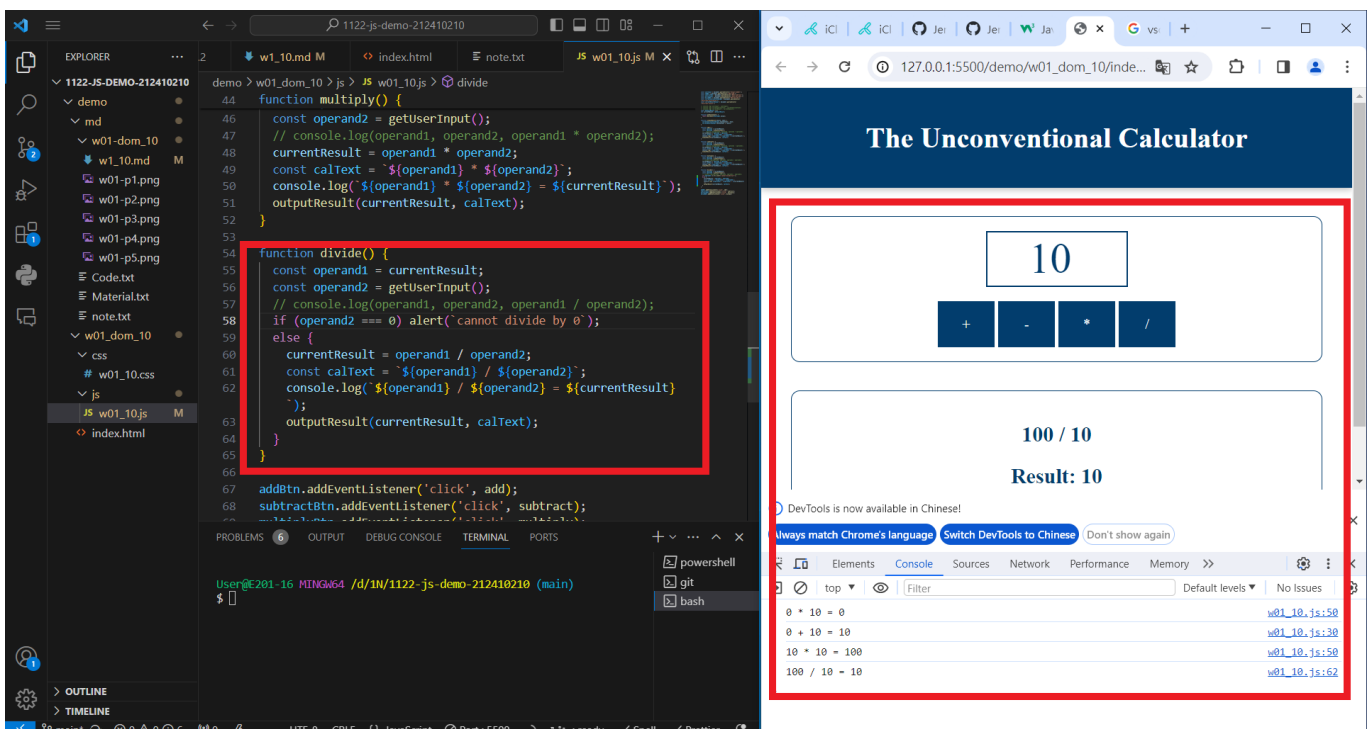 1122-js-demo-212410210
EXPLORER
1122-JS-DEMO-212410210
demo
md
w01-dom_10
w1_10.md M
w01-p1.png
w01-p2.png
w01-p3.png
w01-p4.png
w01-p5.png
Code.txt
Material.txt
note.txt
w01_dom_10
css
# w01_10.css
js
JS w01_10.js M
index.html
OUTLINE
TIMELINE
.2 w1_10.md M index.html note.txt JS w01_10.js M
demo > w01_dom_10 > js > JS w01_10.js > divide
44 function multiply() {
46 const operand2 = getUserInput();
47 // console.log(operand1, operand2, operand1 * operand2);
48 currentResult = operand1 * operand2;
49 const calText = `${operand1} * ${operand2}`;
50 console.log(`${operand1} * ${operand2} = ${currentResult}`);
51 outputResult(currentResult, calText);
52 }
53
54 function divide() {
55 const operand1 = currentResult;
56 const operand2 = getUserInput();
57 // console.log(operand1, operand2, operand1 / operand2);
58 if (operand2 === 0) alert(`cannot divide by 0`);
59 else {
60 currentResult = operand1 / operand2;
61 const calText = `${operand1} / ${operand2}`;
62 console.log(`${operand1} / ${operand2} = ${currentResult}
`);
63 outputResult(currentResult, calText);
64 }
65 }
66
67 addBtn.addEventListener('click', add);
68 subtractBtn.addEventListener('click', subtract);
PROBLEMS 6 OUTPUT DEBUG CONSOLE TERMINAL PORTS
User@E201-16 MINGW64 /d/1N/1122-js-demo-212410210 (main)
$
powershell
git
bash
iCl iCl Jer Jer Jav vs
127.0.0.1:5500/demo/w01_dom_10/inde...
The Unconventional Calculator
10
+ - * /
100 / 10
Result: 10
DevTools is now available in Chinese!
Always match Chrome's language Switch DevTools to Chinese Don't show again
Elements Console Sources Network Performance Memory
top Filter Default levels No Issues
0 * 10 = 0 w01_10.js:50
0 + 10 = 10 w01_10.js:30
10 * 10 = 100 w01_10.js:50
100 / 10 = 10 w01_10.js:62